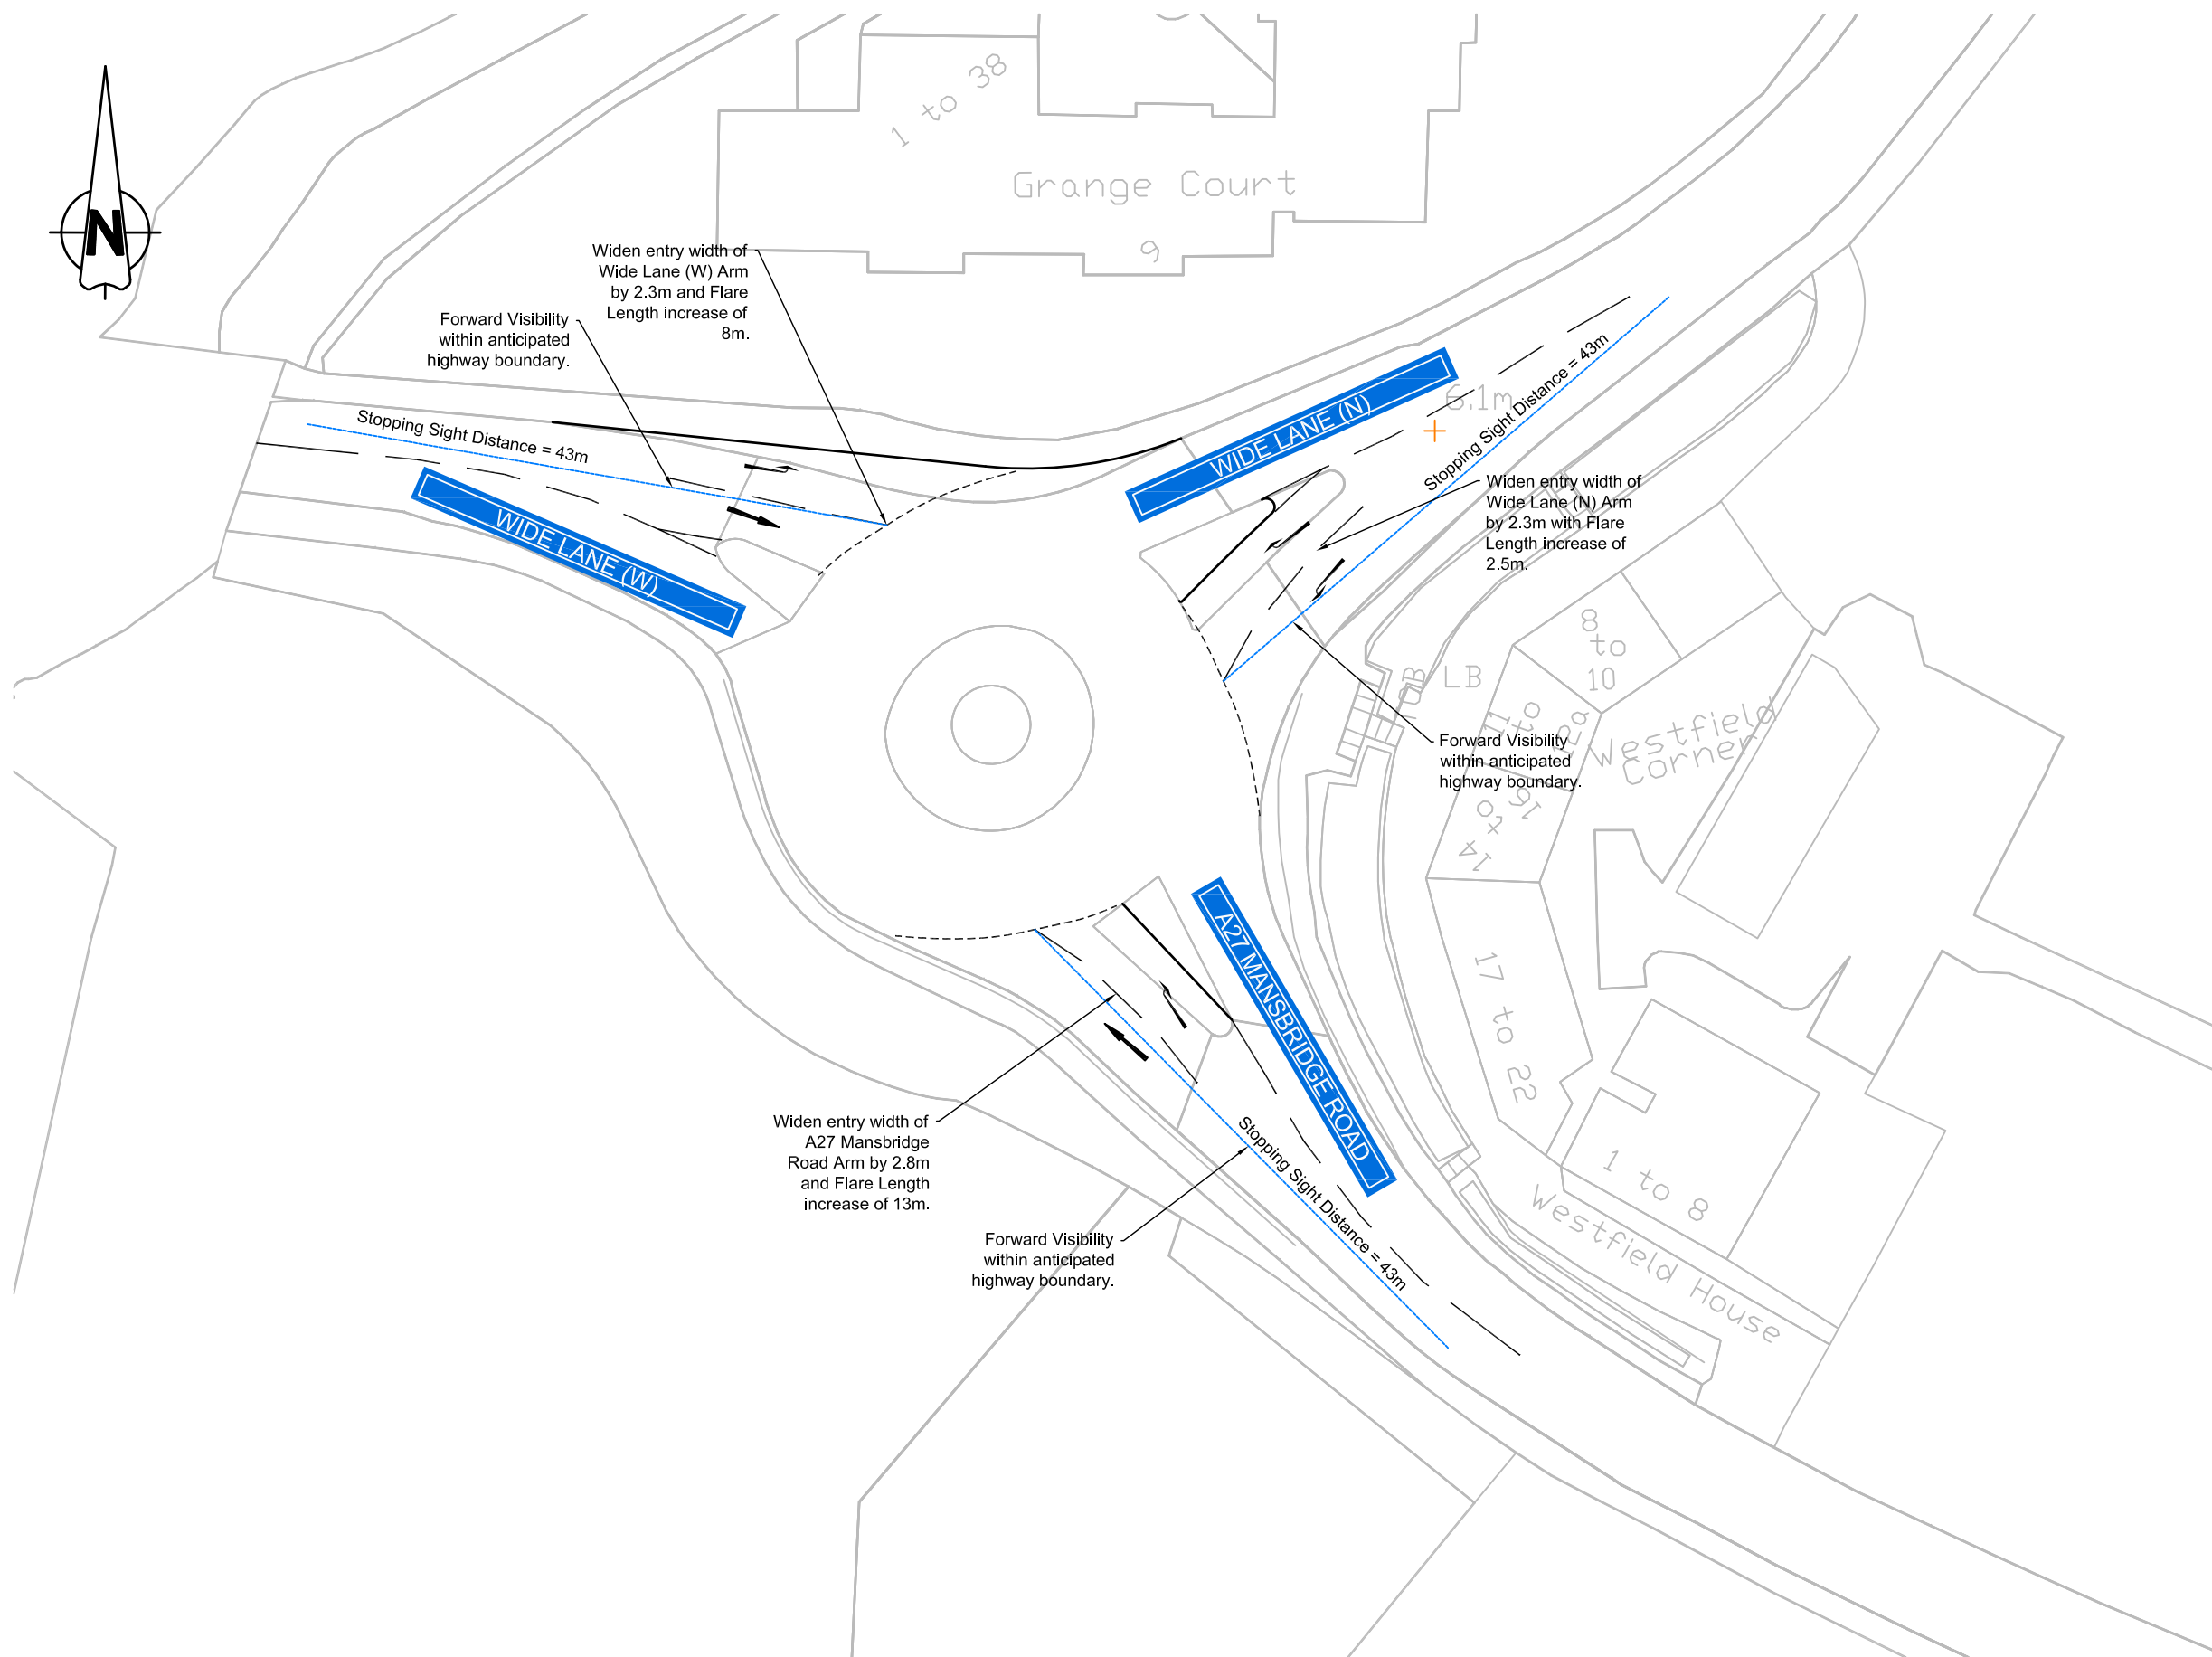 1 to 38
Grange Court
9
N
Widen entry width of
Wide Lane (W) Arm
by 2.3m and Flare
Length increase of
8m.
Forward Visibility
within anticipated
highway boundary.
Stopping Sight Distance = 43m
WIDE LANE (W)
WIDE LANE (N)
6.1m
Stopping Sight Distance = 43m
Widen entry width of
Wide Lane (N) Arm
by 2.3m with Flare
Length increase of
2.5m.
8
to
10
LB
11
to
Westfield
Corner
Forward Visibility
within anticipated
highway boundary.
14 to 16
17 to 22
A27 MANSBRIDGE ROAD
Widen entry width of
A27 Mansbridge
Road Arm by 2.8m
and Flare Length
increase of 13m.
Stopping Sight Distance = 43m
Forward Visibility
within anticipated
highway boundary.
1 to 8
Westfield House